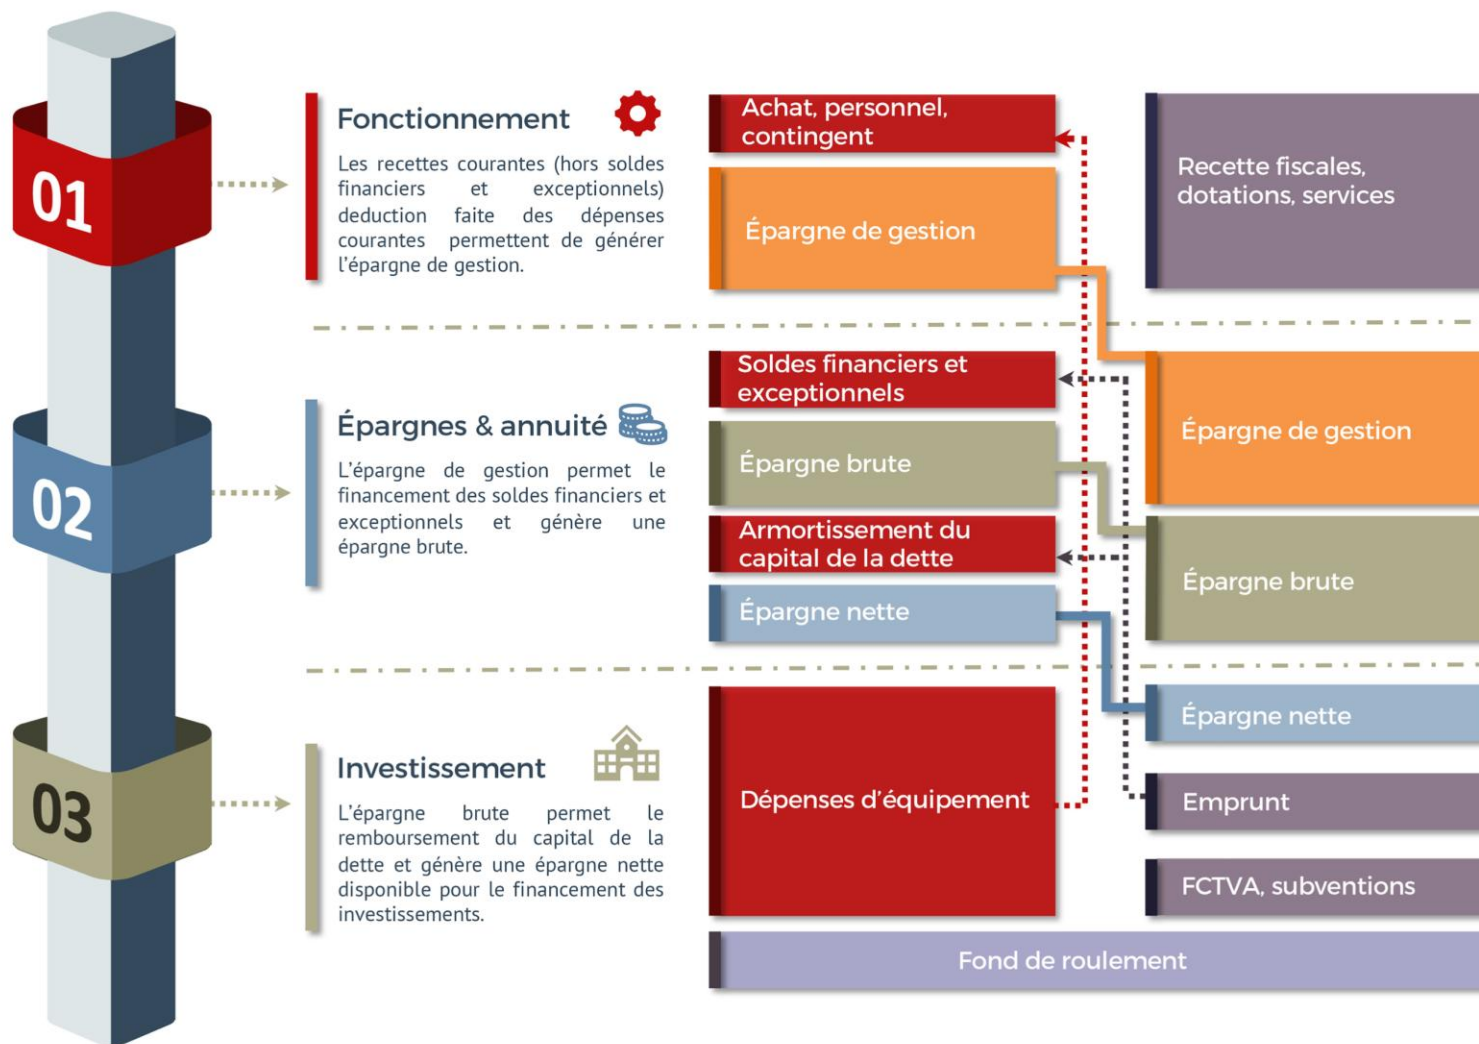 01
Fonctionnement
Les recettes courantes (hors soldes
financiers et exceptionnels)
deduction faite des dépenses
courantes permettent de générer
l'épargne de gestion.
Achat, personnel,
contingent
Épargne de gestion
Recette fiscales,
dotations, services
02
Épargnes & annuité
L'épargne de gestion permet le
financement des soldes financiers et
exceptionnels et génère une
épargne brute.
Soldes financiers et
exceptionnels
Épargne brute
Armortissement du
capital de la dette
Épargne nette
Épargne de gestion
Épargne brute
03
Investissement
L'épargne brute permet le
remboursement du capital de la
dette et génère une épargne nette
disponible pour le financement des
investissements.
Dépenses d'équipement
Épargne nette
Emprunt
FCTVA, subventions
Fond de roulement